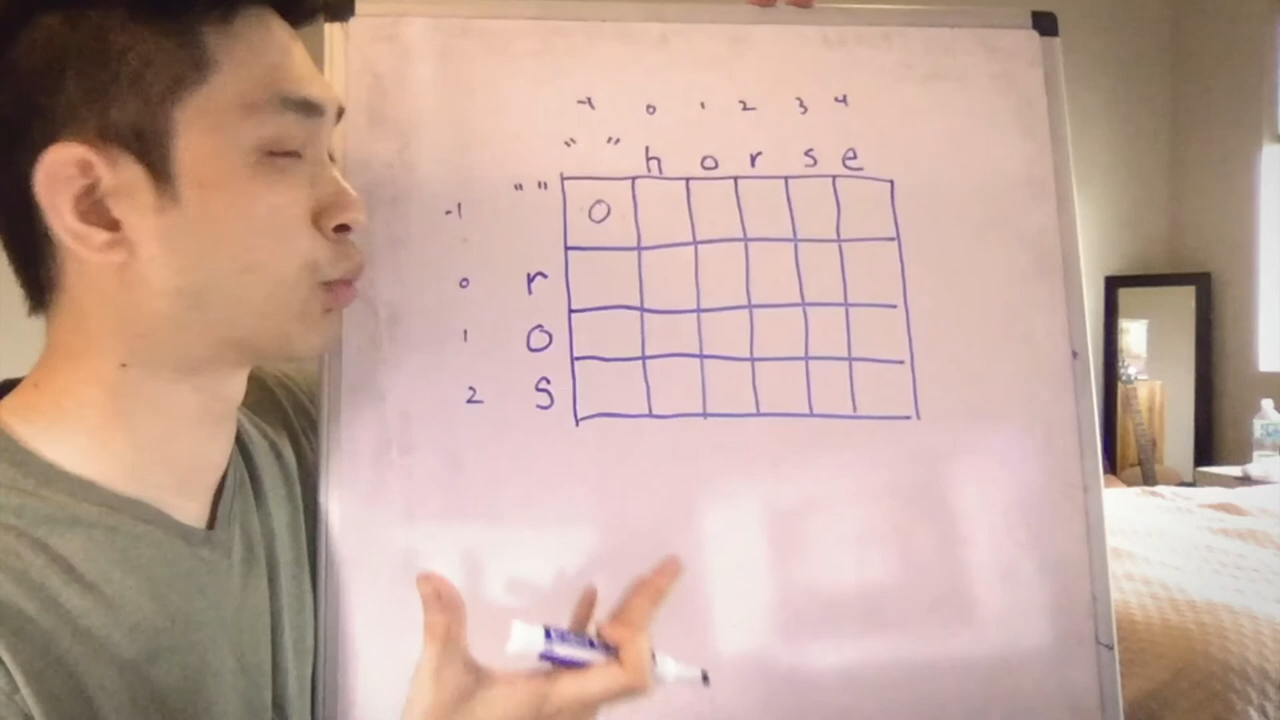 -1 0 1 2 3 4
" " h o r s e
-1 " " 0
0 r
1 o
2 s